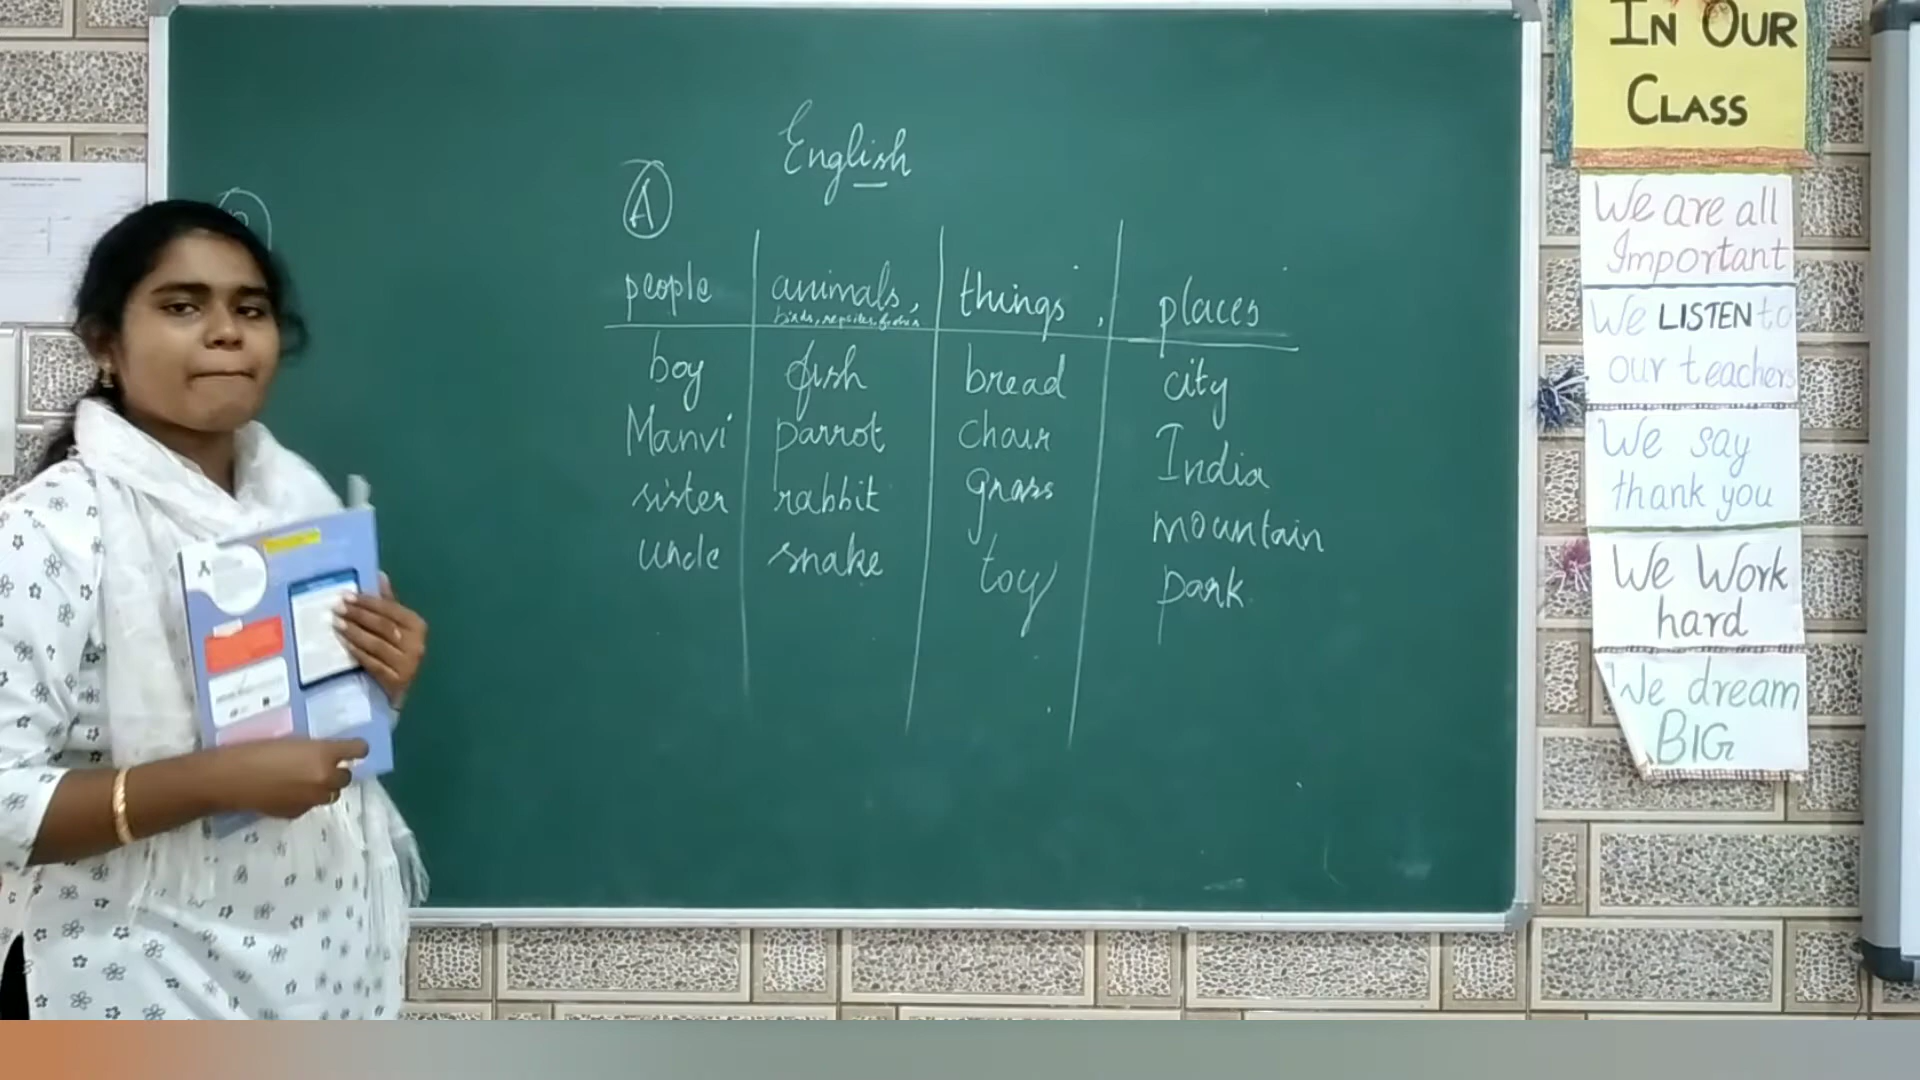 English
A
people animals, things, places
birds, reptiles, fishes
boy fish bread city
Manvi parrot chair India
sister rabbit grass mountain
uncle snake toy park
IN OUR
CLASS
We are all
Important
We LISTEN to
our teachers
We say
thank you
We Work
hard
We dream
BIG